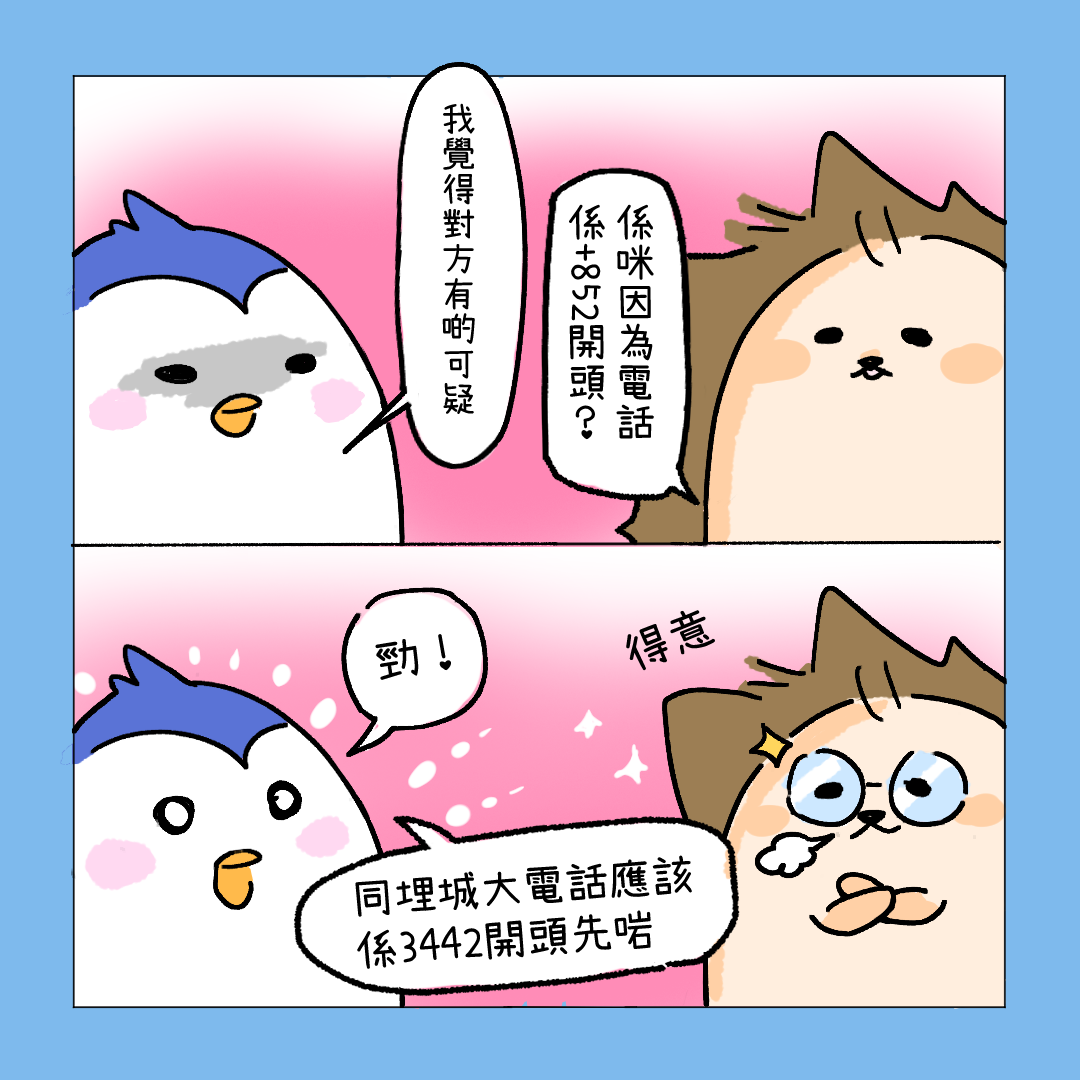 我覺得對方有啲可疑
係咪因為電話
係+852開頭？
勁！
得意
同埋城大電話應該
係3442開頭先啱